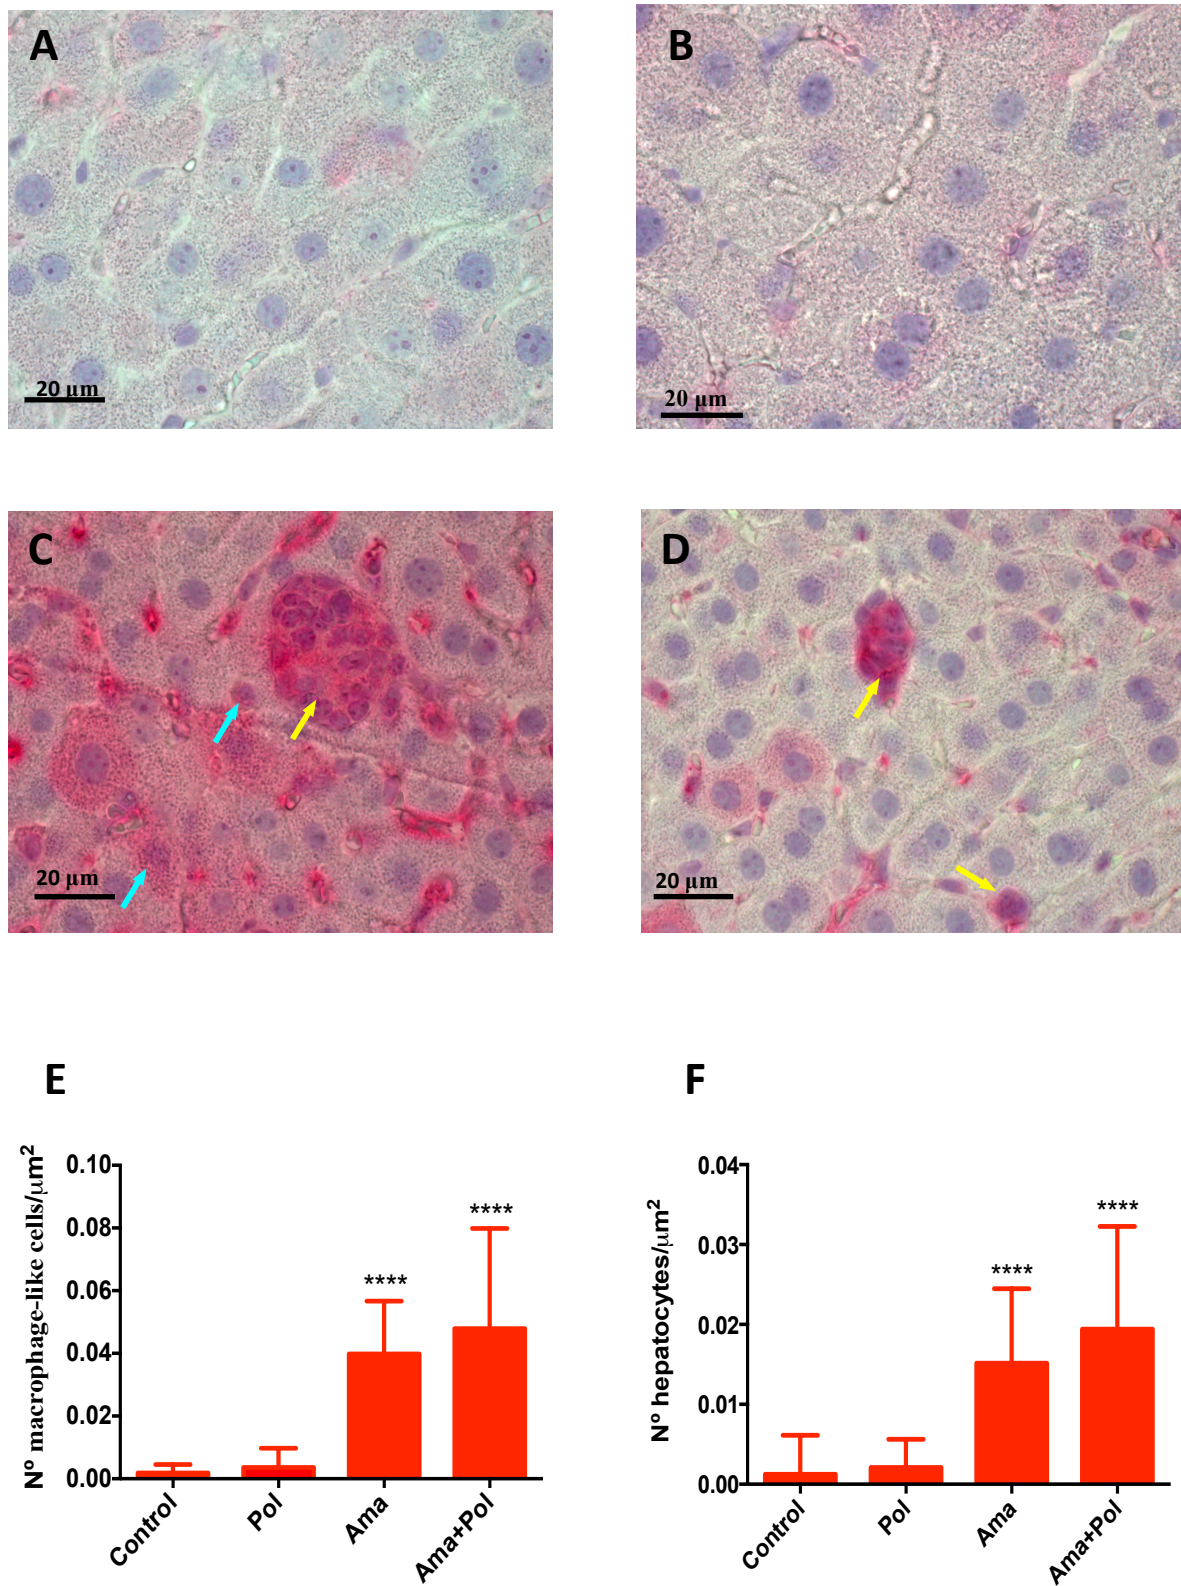 A
B
20 µm
20 µm
C
D
20 µm
20 µm
E
F
Nº macrophage-like cells/µm²
0.10
0.08
0.06
0.04
0.02
0.00
****
****
Control
Pol
Ama
Ama+Pol
Nº hepatocytes/µm²
0.04
0.03
0.02
0.01
0.00
****
****
Control
Pol
Ama
Ama+Pol